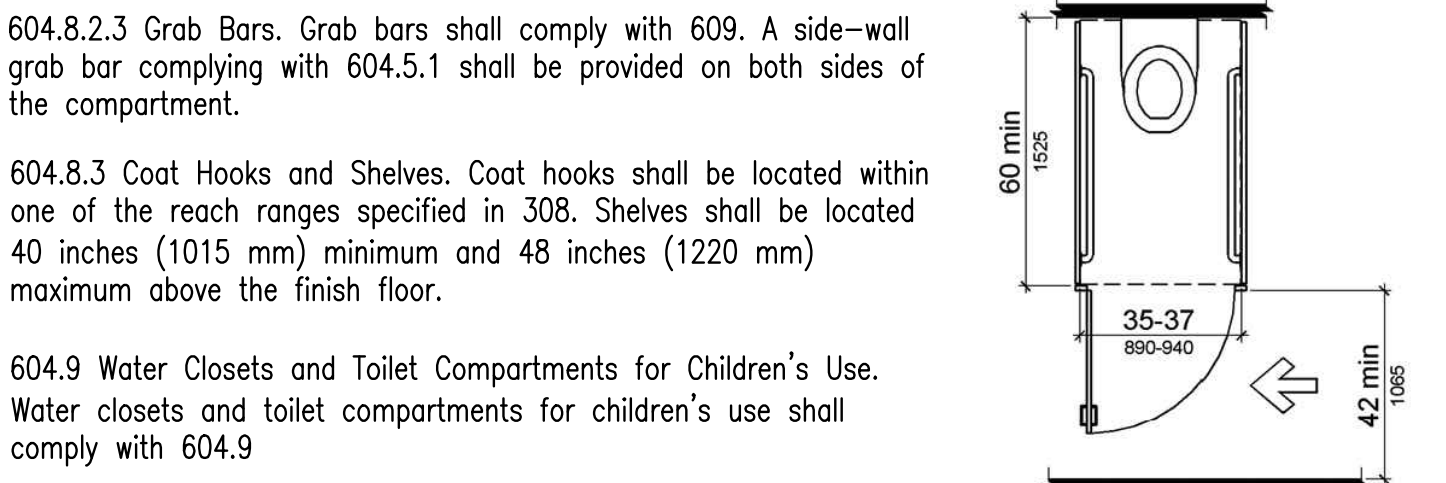 604.8.2.3 Grab Bars. Grab bars shall comply with 609. A side-wall
grab bar complying with 604.5.1 shall be provided on both sides of
the compartment.
604.8.3 Coat Hooks and Shelves. Coat hooks shall be located within
one of the reach ranges specified in 308. Shelves shall be located
40 inches (1015 mm) minimum and 48 inches (1220 mm)
maximum above the finish floor.
604.9 Water Closets and Toilet Compartments for Children's Use.
Water closets and toilet compartments for children's use shall
comply with 604.9
60 min
1525
35-37
890-940
42 min
1065